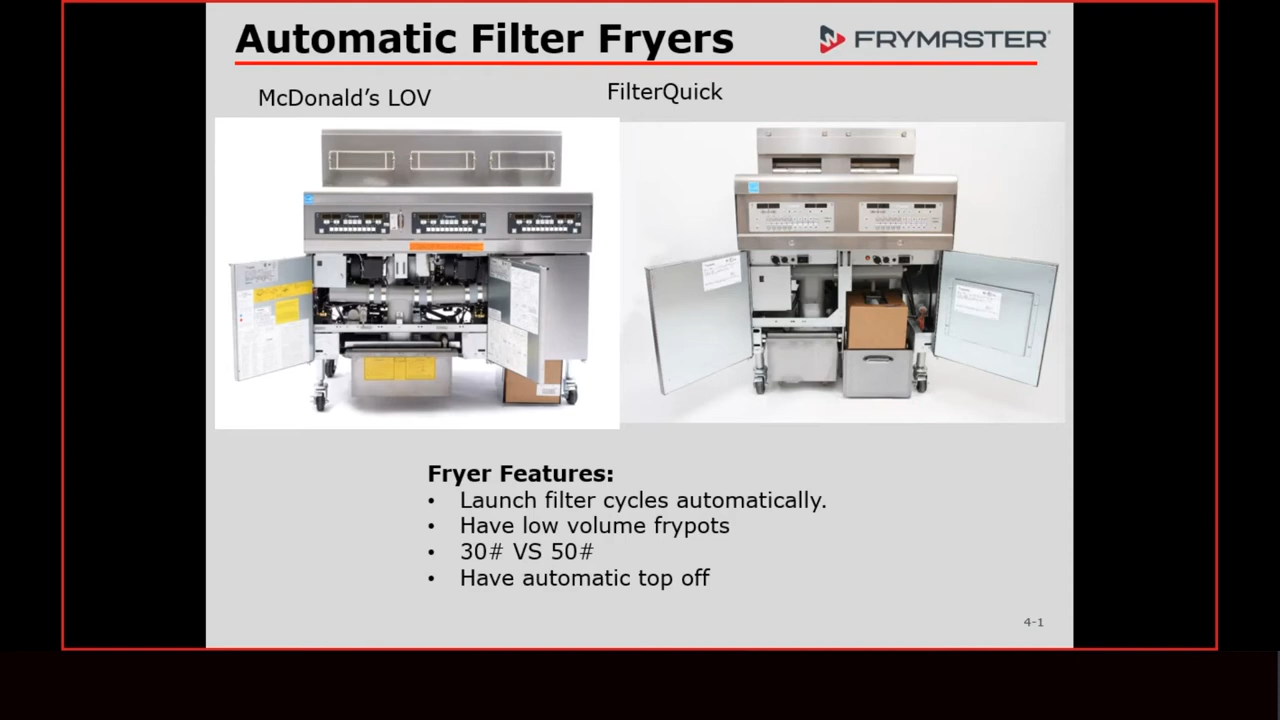 Automatic Filter Fryers
FRYMASTER
McDonald's LOV
FilterQuick
Fryer Features:
• Launch filter cycles automatically.
• Have low volume frypots
• 30# VS 50#
• Have automatic top off
4-1